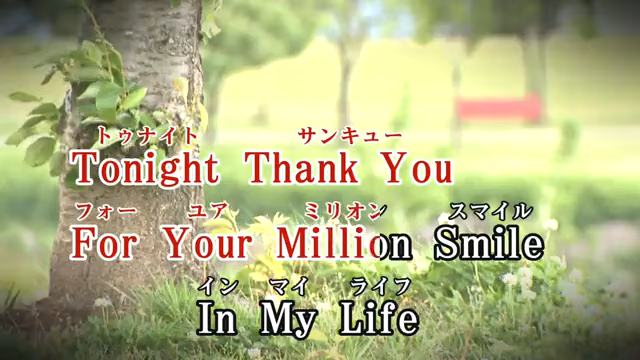 トゥナイト サンキュー
Tonight Thank You
フォー ユア ミリオン スマイル
For Your Million Smile
イン マイ ライフ
In My Life